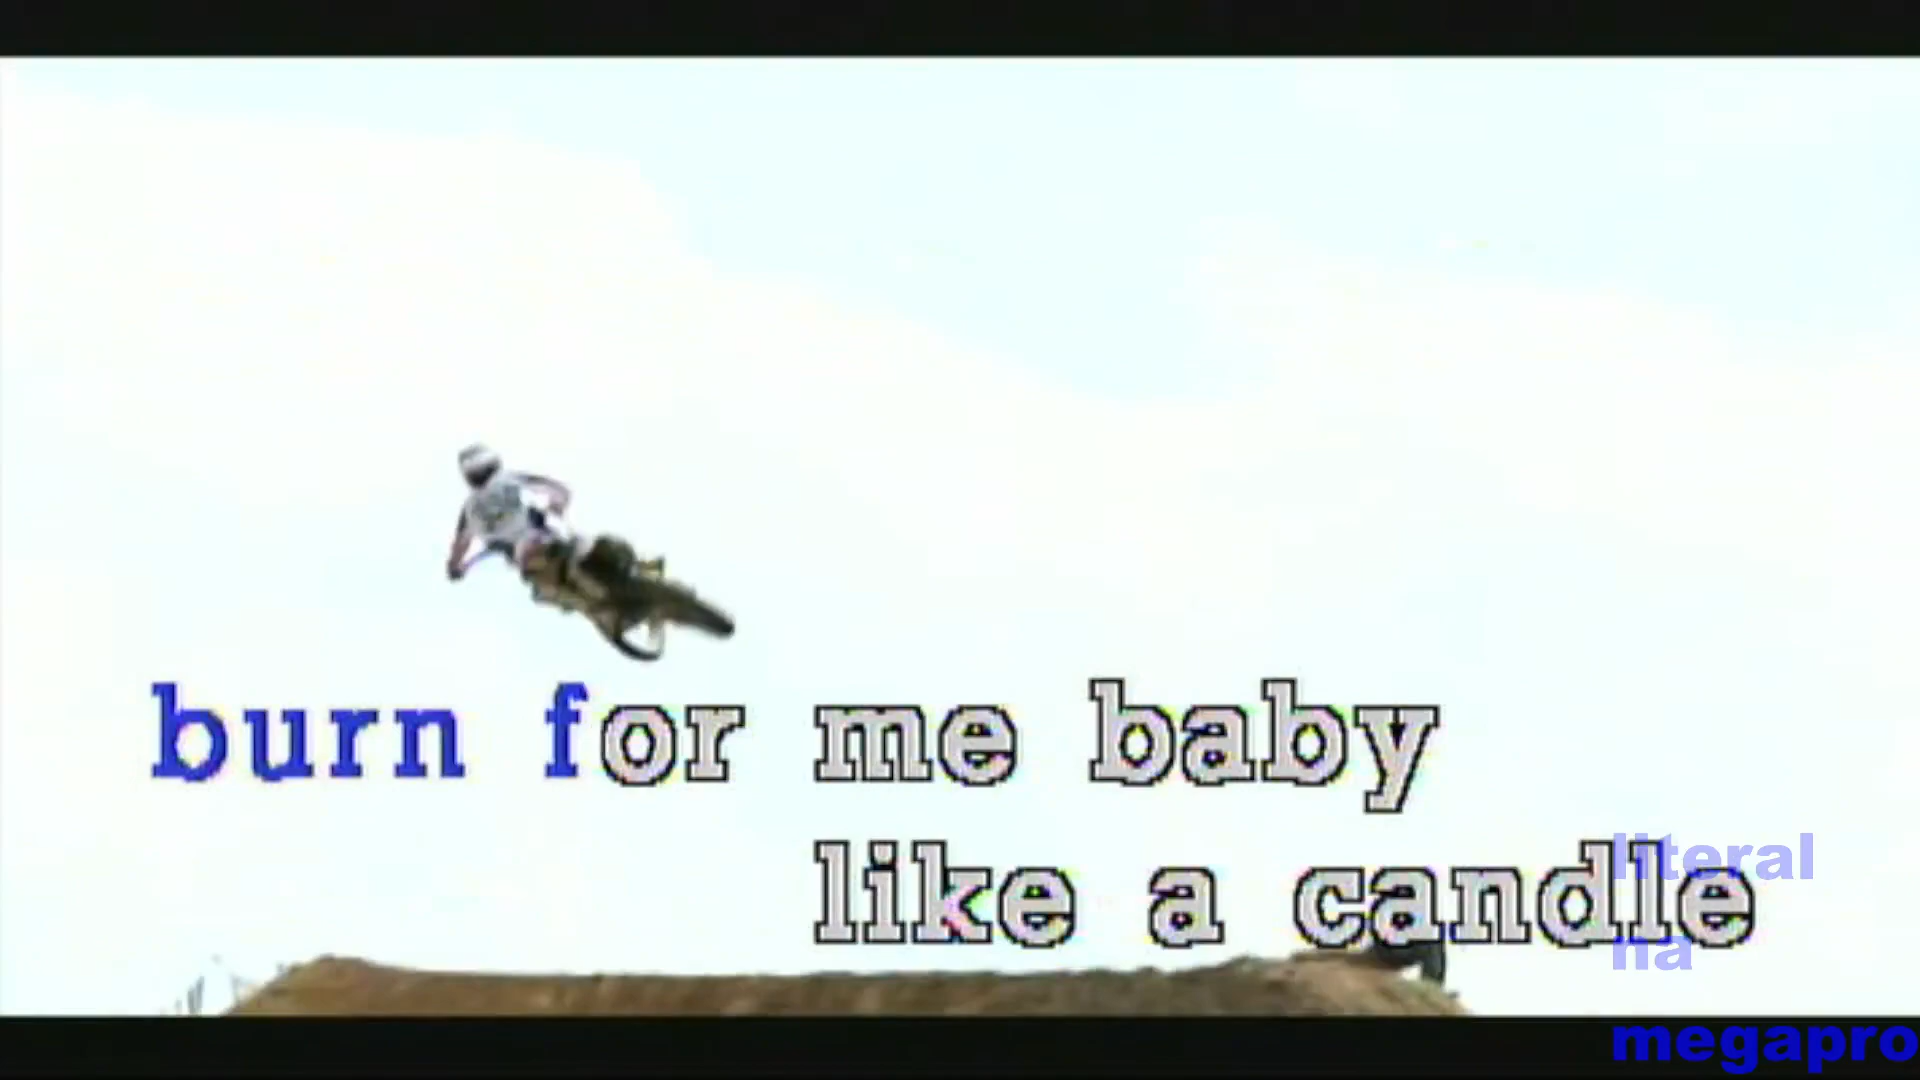 burn for me baby
like a candle
literal
na
megapro